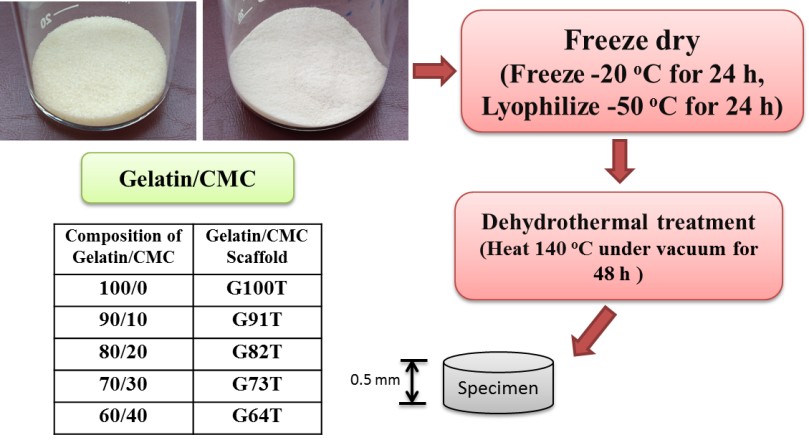 Freeze dry
(Freeze -20 °C for 24 h,
Lyophilize -50 °C for 24 h)
Gelatin/CMC
Dehydrothermal treatment
(Heat 140 °C under vacuum for
48 h )
Composition of Gelatin/CMC
Gelatin/CMC Scaffold
100/0 G100T
90/10 G91T
80/20 G82T
70/30 G73T
60/40 G64T
0.5 mm
Specimen